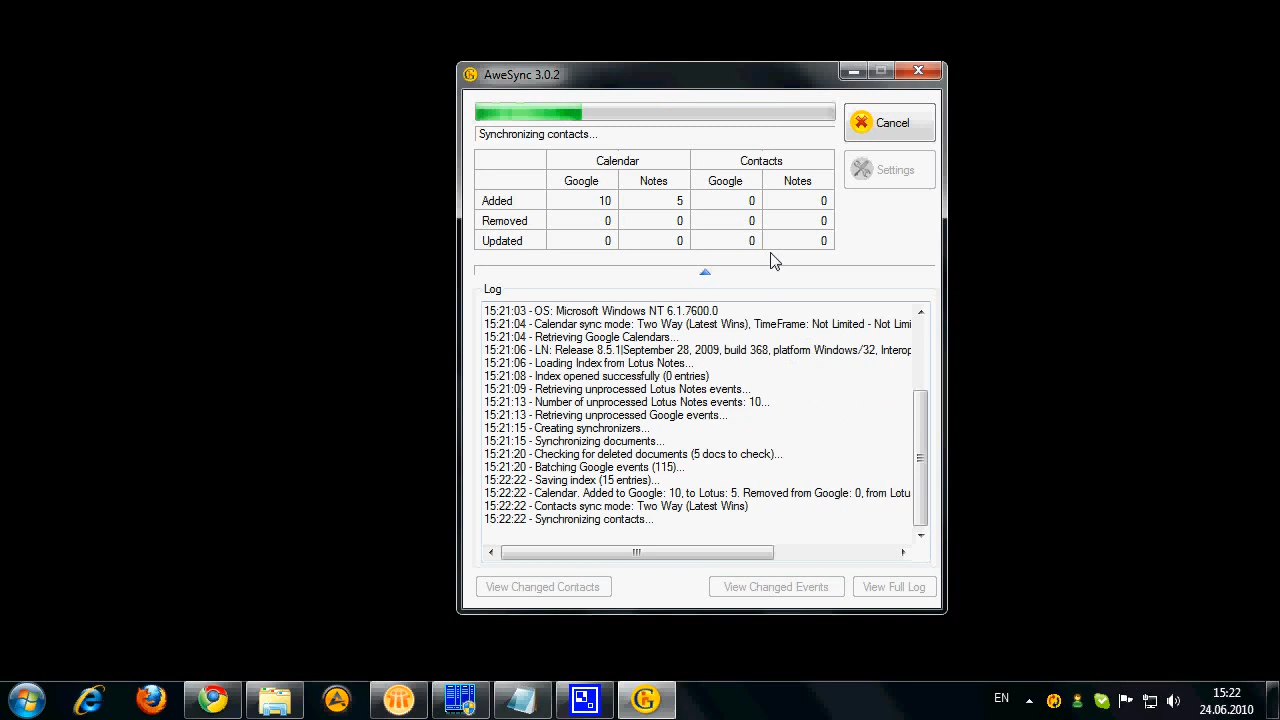 AweSync 3.0.2
Cancel
Synchronizing contacts...
Settings
Calendar Contacts
Google Notes Google Notes
Added 10 5 0 0
Removed 0 0 0 0
Updated 0 0 0 0
Log
15:21:03 - OS: Microsoft Windows NT 6.1.7600.0
15:21:04 - Calendar sync mode: Two Way (Latest Wins), TimeFrame: Not Limited - Not Limi
15:21:04 - Retrieving Google Calendars...
15:21:06 - LN: Release 8.5.1|September 28, 2009, build 368, platform Windows/32, Interop
15:21:06 - Loading Index from Lotus Notes...
15:21:08 - Index opened successfully (0 entries)
15:21:09 - Retrieving unprocessed Lotus Notes events...
15:21:13 - Number of unprocessed Lotus Notes events: 10...
15:21:13 - Retrieving unprocessed Google events...
15:21:15 - Creating synchronizers...
15:21:15 - Synchronizing documents...
15:21:20 - Checking for deleted documents (5 docs to check)...
15:21:20 - Batching Google events (115)...
15:22:22 - Saving index (15 entries)...
15:22:22 - Calendar. Added to Google: 10, to Lotus: 5. Removed from Google: 0, from Lotu
15:22:22 - Contacts sync mode: Two Way (Latest Wins)
15:22:22 - Synchronizing contacts...
View Changed Contacts
View Changed Events
View Full Log
EN
15:22
24.06.2010